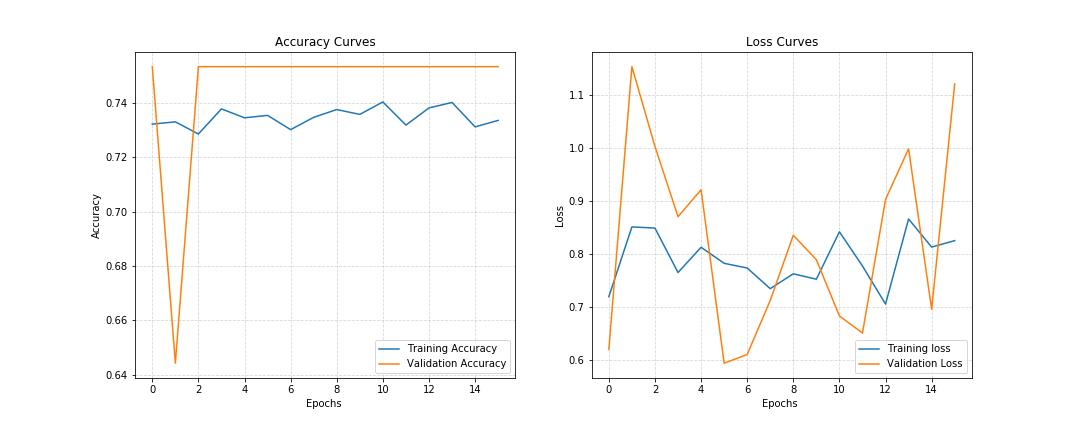 Accuracy Curves
Accuracy
0.74
0.72
0.70
0.68
0.66
0.64
Training Accuracy
Validation Accuracy
0 2 4 6 8 10 12 14
Epochs
Loss Curves
Loss
1.1
1.0
0.9
0.8
0.7
0.6
Training loss
Validation Loss
0 2 4 6 8 10 12 14
Epochs